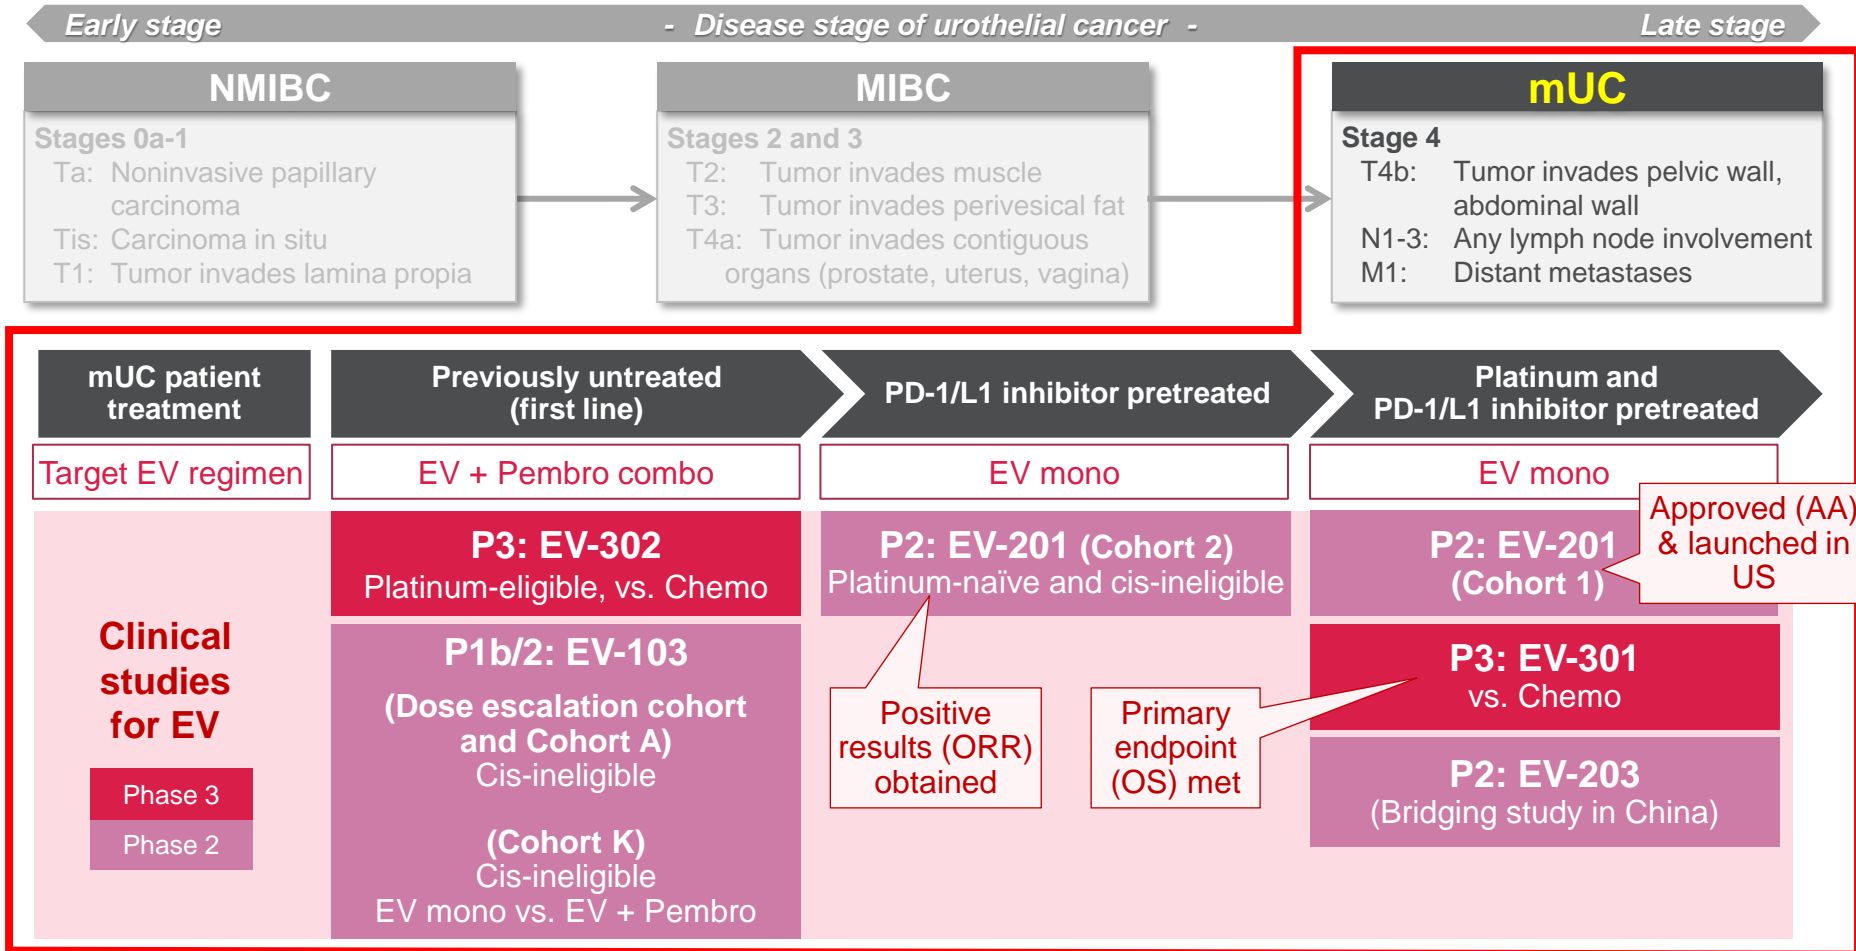 Early stage
- Disease stage of urothelial cancer -
Late stage
NMIBC
Stages 0a-1
Ta: Noninvasive papillary
carcinoma
Tis: Carcinoma in situ
T1: Tumor invades lamina propia
MIBC
Stages 2 and 3
T2: Tumor invades muscle
T3: Tumor invades perivesical fat
T4a: Tumor invades contiguous
organs (prostate, uterus, vagina)
mUC
Stage 4
T4b: Tumor invades pelvic wall,
abdominal wall
N1-3: Any lymph node involvement
M1: Distant metastases
mUC patient
treatment
Previously untreated
(first line)
PD-1/L1 inhibitor pretreated
Platinum and
PD-1/L1 inhibitor pretreated
Target EV regimen
EV + Pembro combo
EV mono
EV mono
Clinical
studies
for EV
Phase 3
Phase 2
P3: EV-302
Platinum-eligible, vs. Chemo
P1b/2: EV-103
(Dose escalation cohort
and Cohort A)
Cis-ineligible
(Cohort K)
Cis-ineligible
EV mono vs. EV + Pembro
P2: EV-201 (Cohort 2)
Platinum-naïve and cis-ineligible
Positive
results (ORR)
obtained
P2: EV-201
(Cohort 1)
Approved (AA)
& launched in
US
P3: EV-301
vs. Chemo
Primary
endpoint
(OS) met
P2: EV-203
(Bridging study in China)